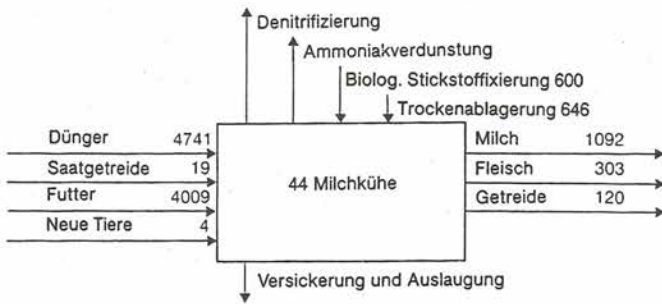 Denitrifizierung
Ammoniakverdunstung
Biolog. Stickstoffixierung 600
Trockenablagerung 646
Dünger 4741
Saatgetreide 19
Futter 4009
Neue Tiere 4
44 Milchkühe
Milch 1092
Fleisch 303
Getreide 120
Versickerung und Auslaugung